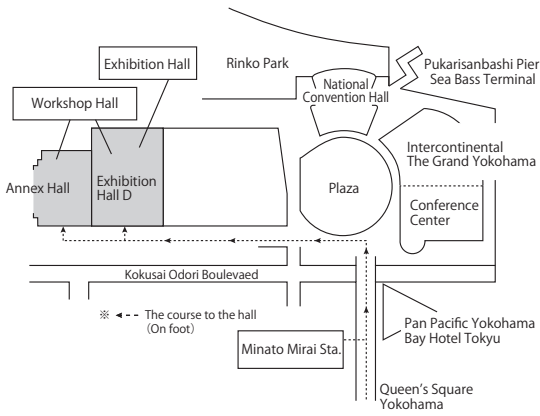 Exhibition Hall
Rinko Park
Pukarisanbashi Pier
Sea Bass Terminal
National
Convention Hall
Workshop Hall
Intercontinental
The Grand Yokohama
Annex Hall
Exhibition
Hall D
Plaza
Conference
Center
Kokusai Odori Boulevaed
※ The course to the hall
(On foot)
Pan Pacific Yokohama
Bay Hotel Tokyu
Minato Mirai Sta.
Queen's Square
Yokohama